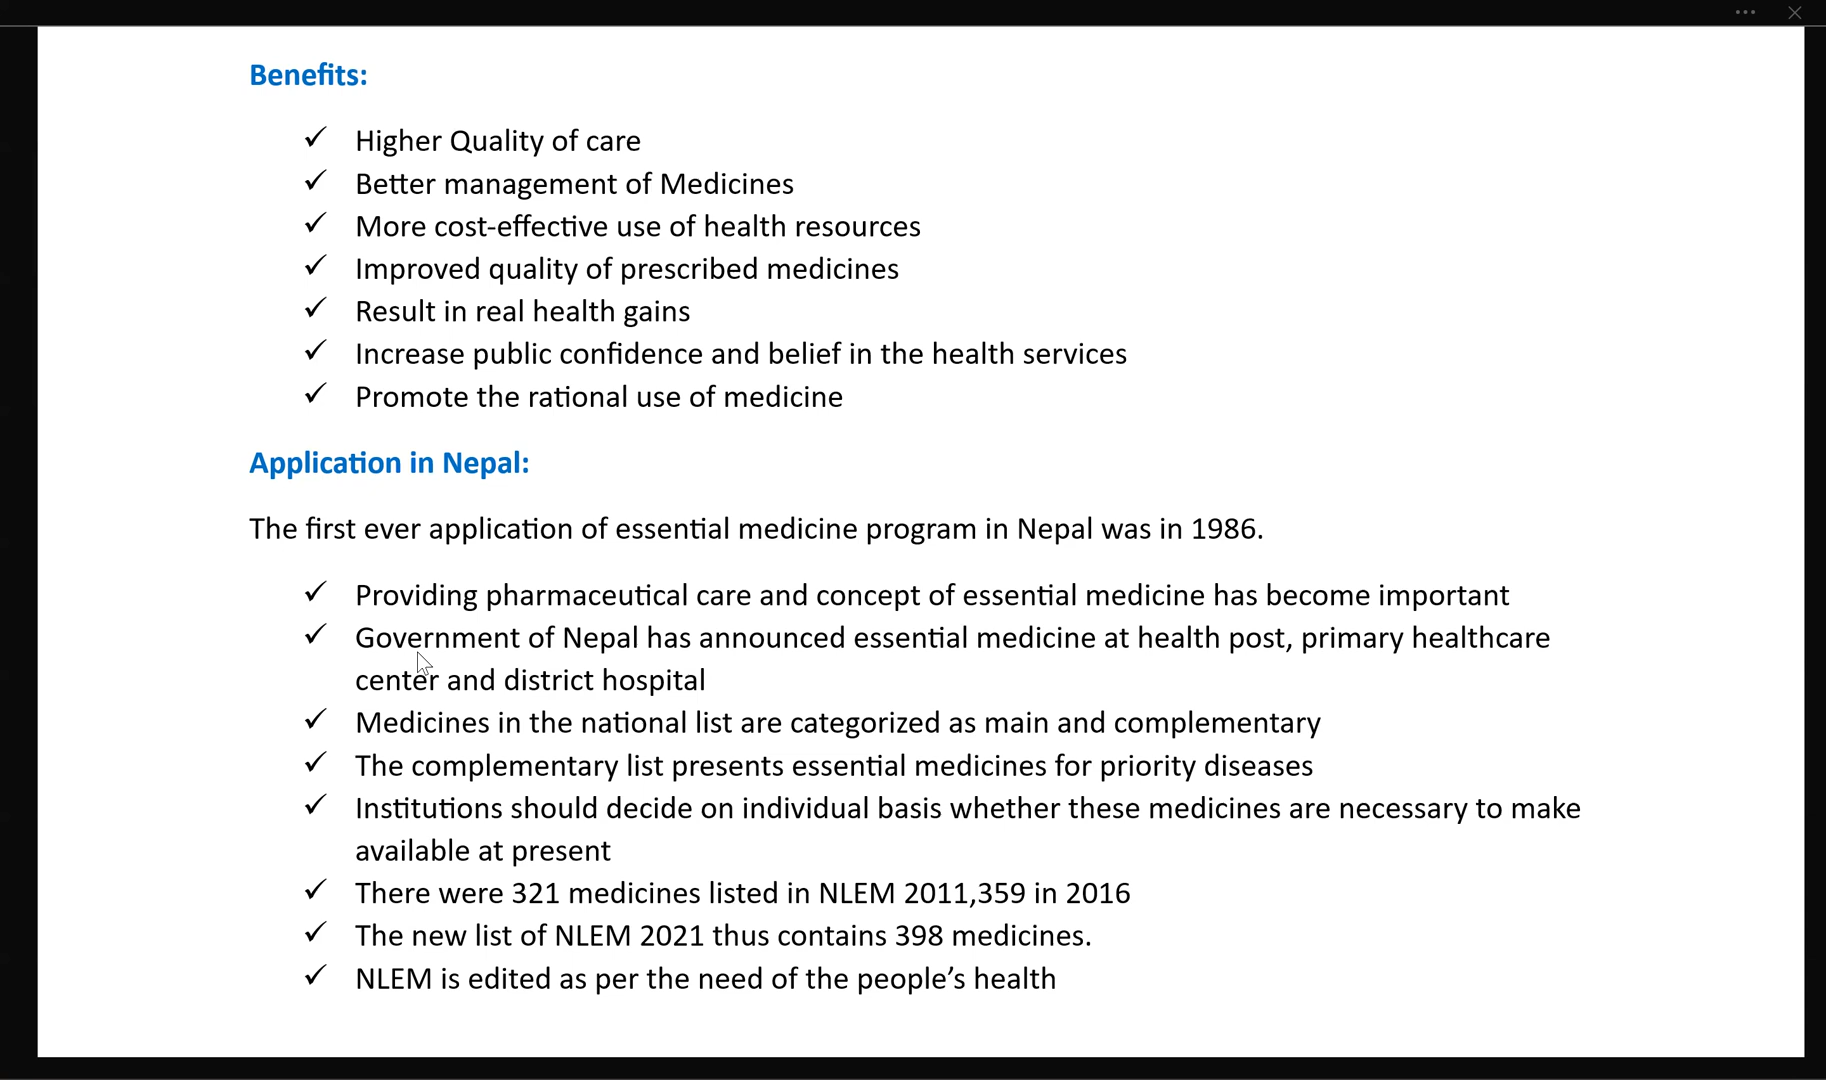 Benefits:
✓ Higher Quality of care
✓ Better management of Medicines
✓ More cost-effective use of health resources
✓ Improved quality of prescribed medicines
✓ Result in real health gains
✓ Increase public confidence and belief in the health services
✓ Promote the rational use of medicine
Application in Nepal:
The first ever application of essential medicine program in Nepal was in 1986.
✓ Providing pharmaceutical care and concept of essential medicine has become important
✓ Government of Nepal has announced essential medicine at health post, primary healthcare
center and district hospital
✓ Medicines in the national list are categorized as main and complementary
✓ The complementary list presents essential medicines for priority diseases
✓ Institutions should decide on individual basis whether these medicines are necessary to make
available at present
✓ There were 321 medicines listed in NLEM 2011,359 in 2016
✓ The new list of NLEM 2021 thus contains 398 medicines.
✓ NLEM is edited as per the need of the people’s health